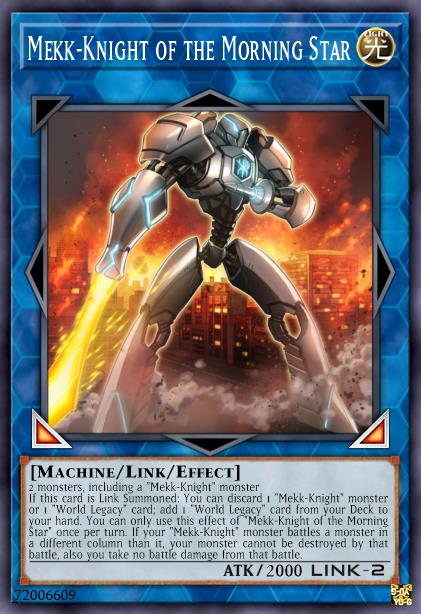 MEKK-KNIGHT OF THE MORNING STAR
LIGHT
光
[MACHINE/LINK/EFFECT]
2 monsters, including a "Mekk-Knight" monster
If this card is Link Summoned: You can discard 1 "Mekk-Knight" monster
or 1 "World Legacy" card; add 1 "World Legacy" card from your Deck to
your hand. You can only use this effect of "Mekk-Knight of the Morning
Star" once per turn. If your "Mekk-Knight" monster battles a monster in
a different column than it, your monster cannot be destroyed by that
battle, also you take no battle damage from that battle.
ATK/2000 LINK-2
72006609